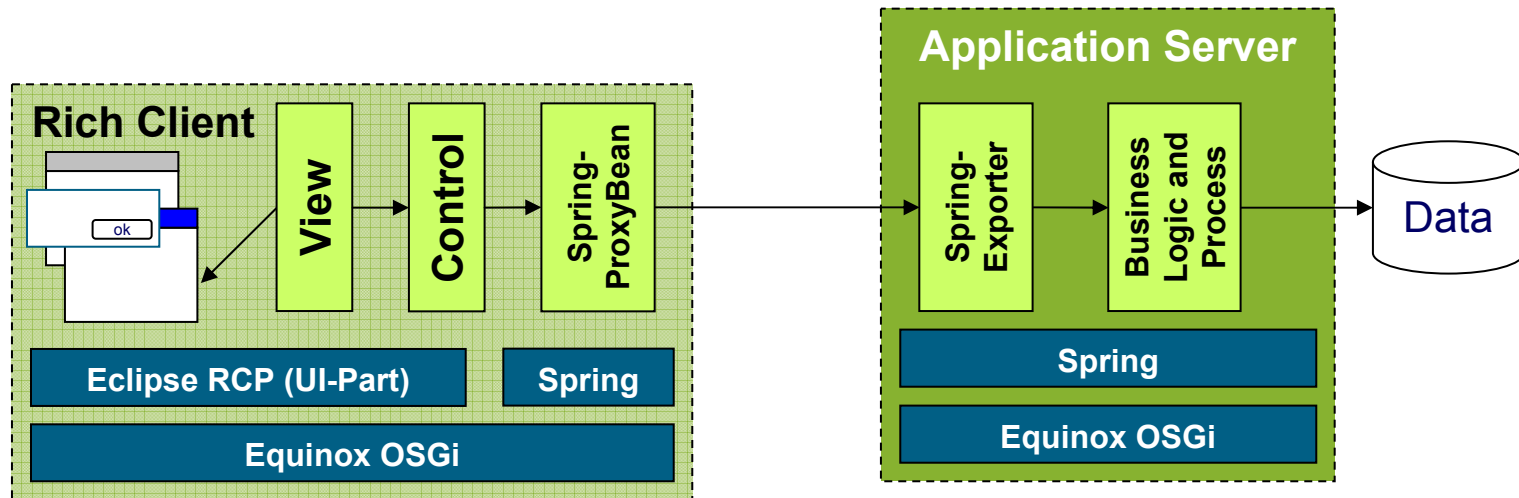 Rich Client
ok
View
Control
Spring-
ProxyBean
Eclipse RCP (UI-Part)
Spring
Equinox OSGi
Application Server
Spring-
Exporter
Business
Logic and
Process
Spring
Equinox OSGi
Data